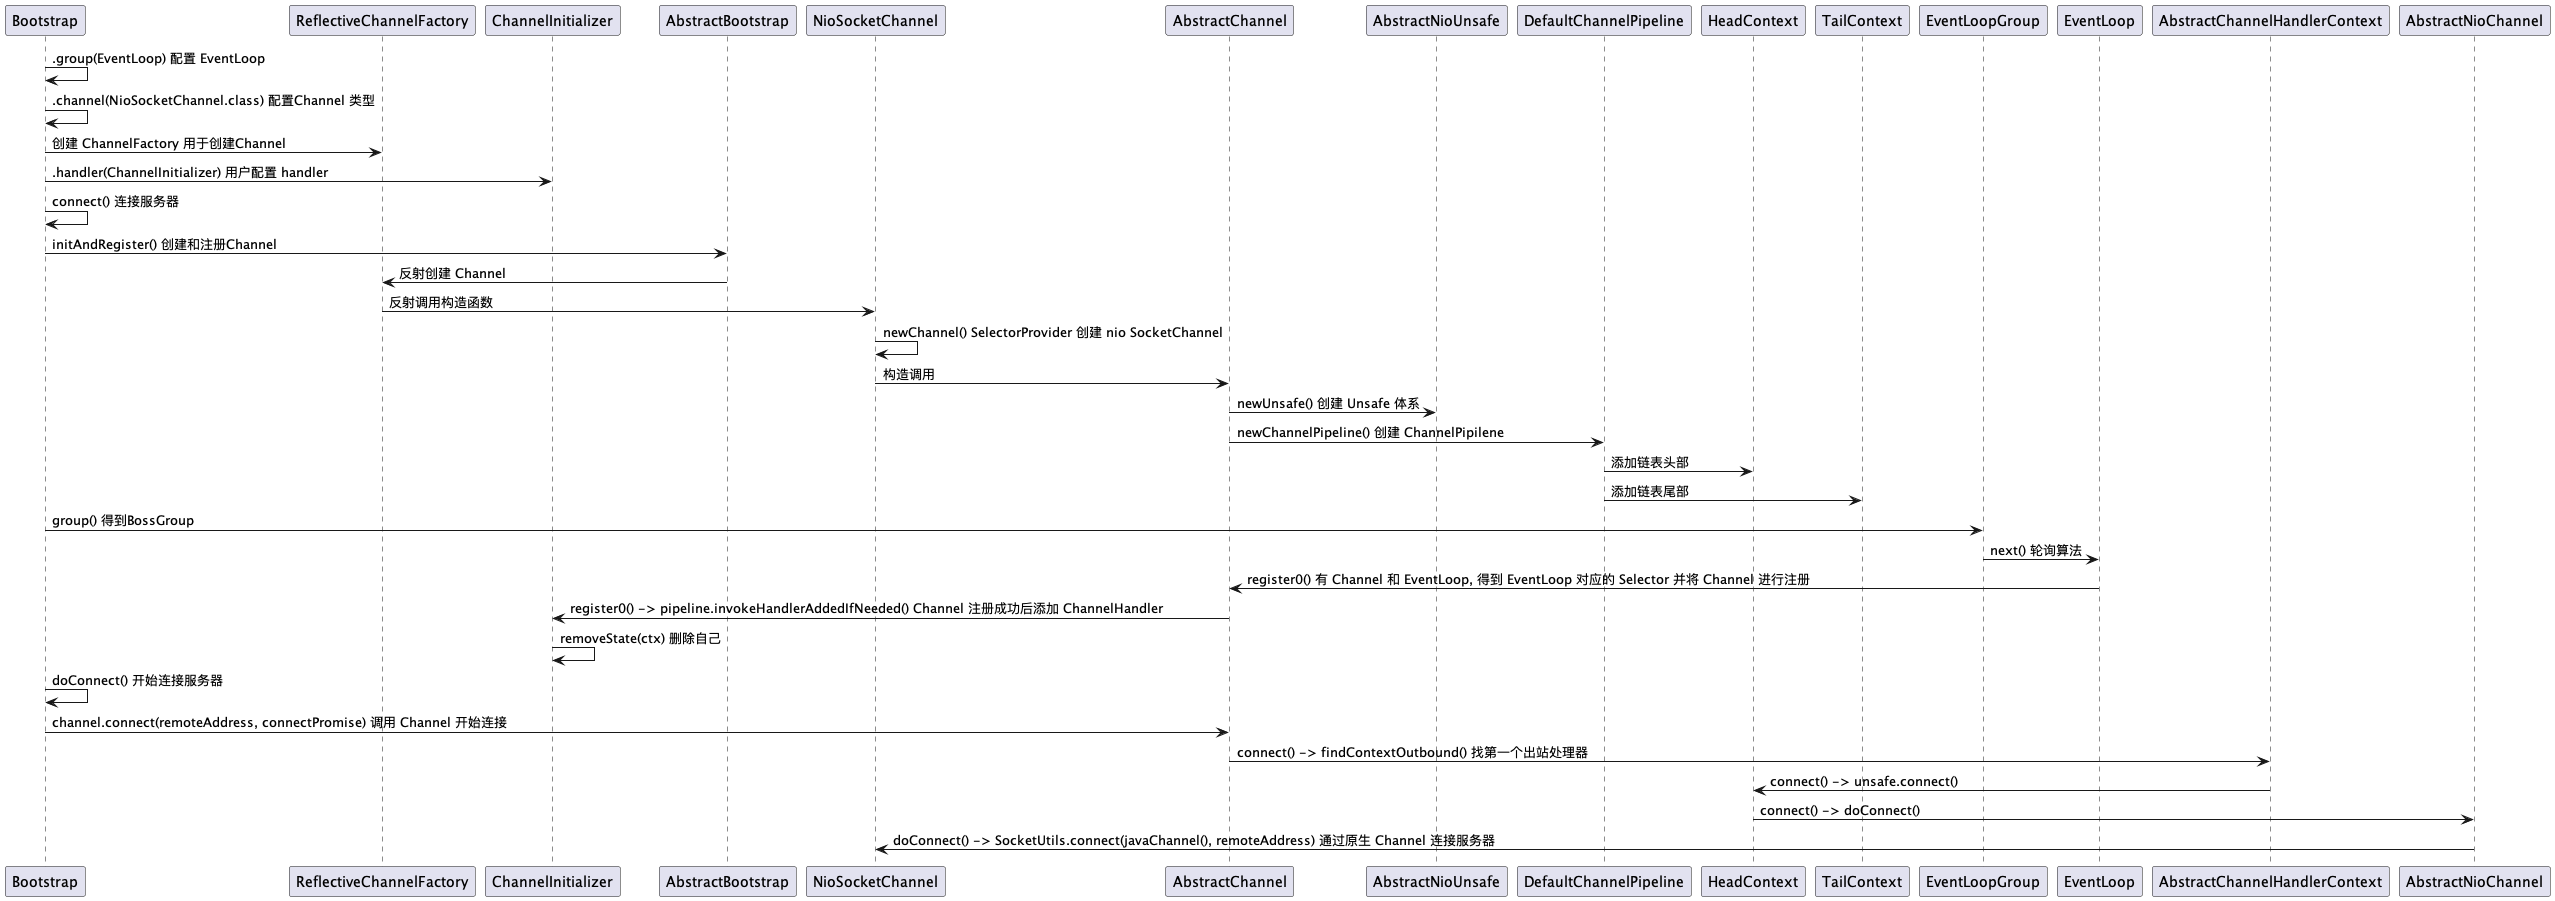 Bootstrap
ReflectiveChannelFactory
ChannelInitializer
AbstractBootstrap
NioSocketChannel
AbstractChannel
AbstractNioUnsafe
DefaultChannelPipeline
HeadContext
TailContext
EventLoopGroup
EventLoop
AbstractChannelHandlerContext
AbstractNioChannel
.group(EventLoop) 配置 EventLoop
.channel(NioSocketChannel.class) 配置Channel 类型
创建 ChannelFactory 用于创建Channel
.handler(ChannelInitializer) 用户配置 handler
connect() 连接服务器
initAndRegister() 创建和注册Channel
反射创建 Channel
反射调用构造函数
newChannel() SelectorProvider 创建 nio SocketChannel
构造调用
newUnsafe() 创建 Unsafe 体系
newChannelPipeline() 创建 ChannelPipilene
添加链表头部
添加链表尾部
group() 得到BossGroup
next() 轮询算法
register0() 有 Channel 和 EventLoop, 得到 EventLoop 对应的 Selector 并将 Channel 进行注册
register0() -> pipeline.invokeHandlerAddedIfNeeded() Channel 注册成功后添加 ChannelHandler
removeState(ctx) 删除自己
doConnect() 开始连接服务器
channel.connect(remoteAddress, connectPromise) 调用 Channel 开始连接
connect() -> findContextOutbound() 找第一个出站处理器
connect() -> unsafe.connect()
connect() -> doConnect()
doConnect() -> SocketUtils.connect(javaChannel(), remoteAddress) 通过原生 Channel 连接服务器
Bootstrap
ReflectiveChannelFactory
ChannelInitializer
AbstractBootstrap
NioSocketChannel
AbstractChannel
AbstractNioUnsafe
DefaultChannelPipeline
HeadContext
TailContext
EventLoopGroup
EventLoop
AbstractChannelHandlerContext
AbstractNioChannel